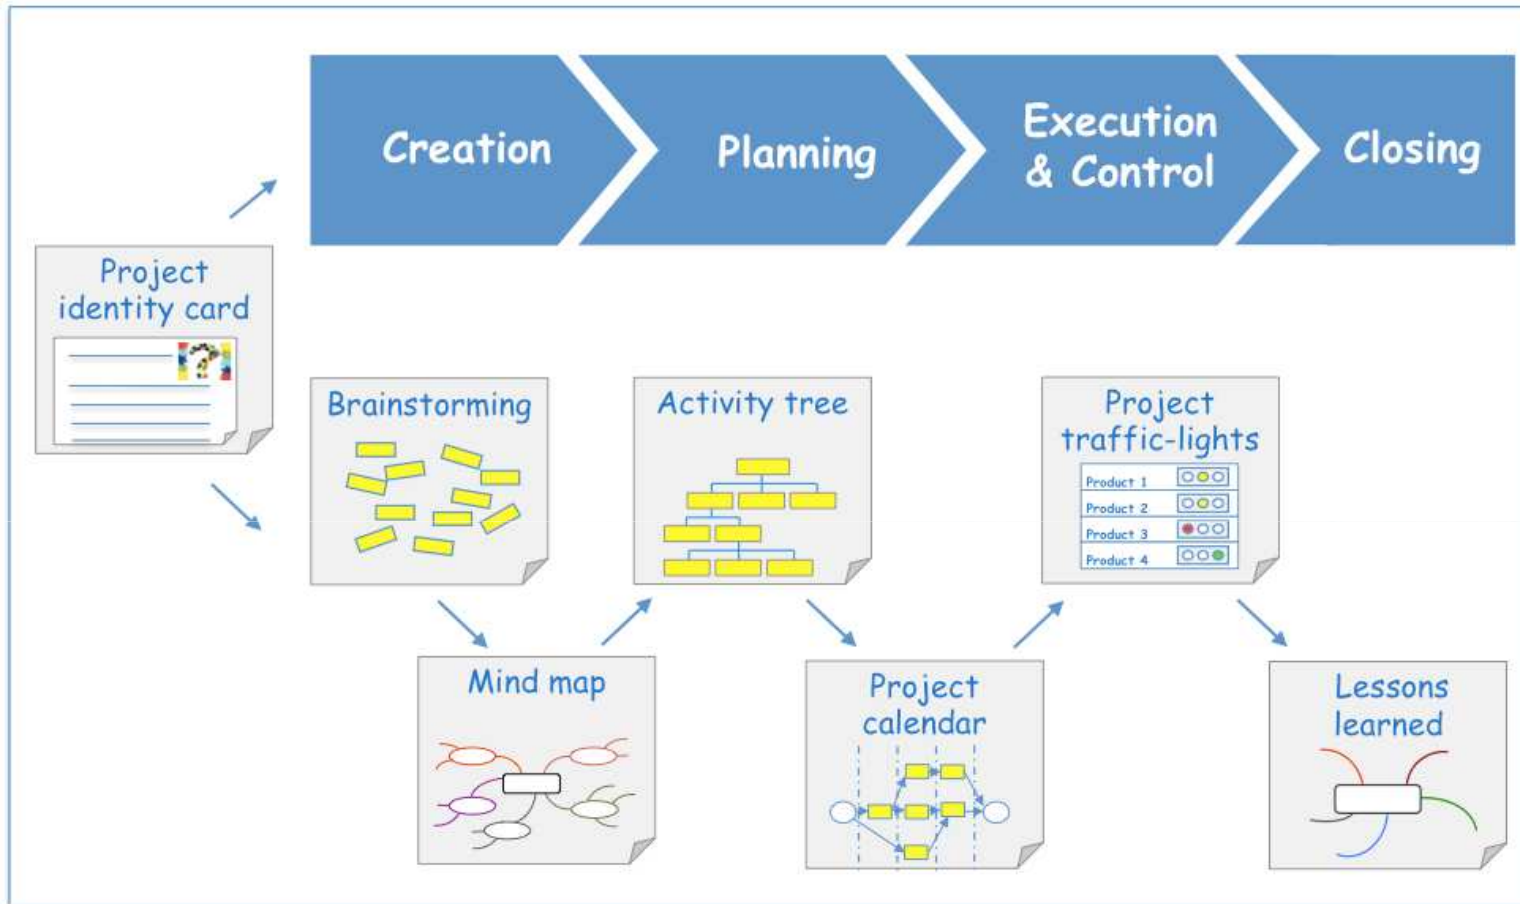 Creation
Planning
Execution
& Control
Closing
Project
identity card
?
Brainstorming
Activity tree
Project
traffic-lights
Product 1
Product 2
Product 3
Product 4
Mind map
Project
calendar
Lessons
learned